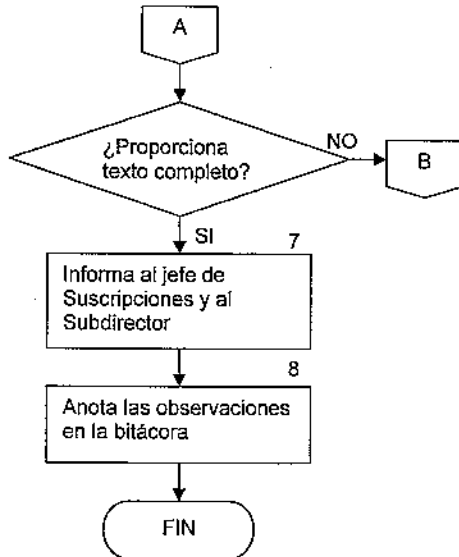 A
¿Proporciona
texto completo?
NO
B
SI
7
Informa al jefe de
Suscripciones y al
Subdirector
8
Anota las observaciones
en la bitácora
FIN